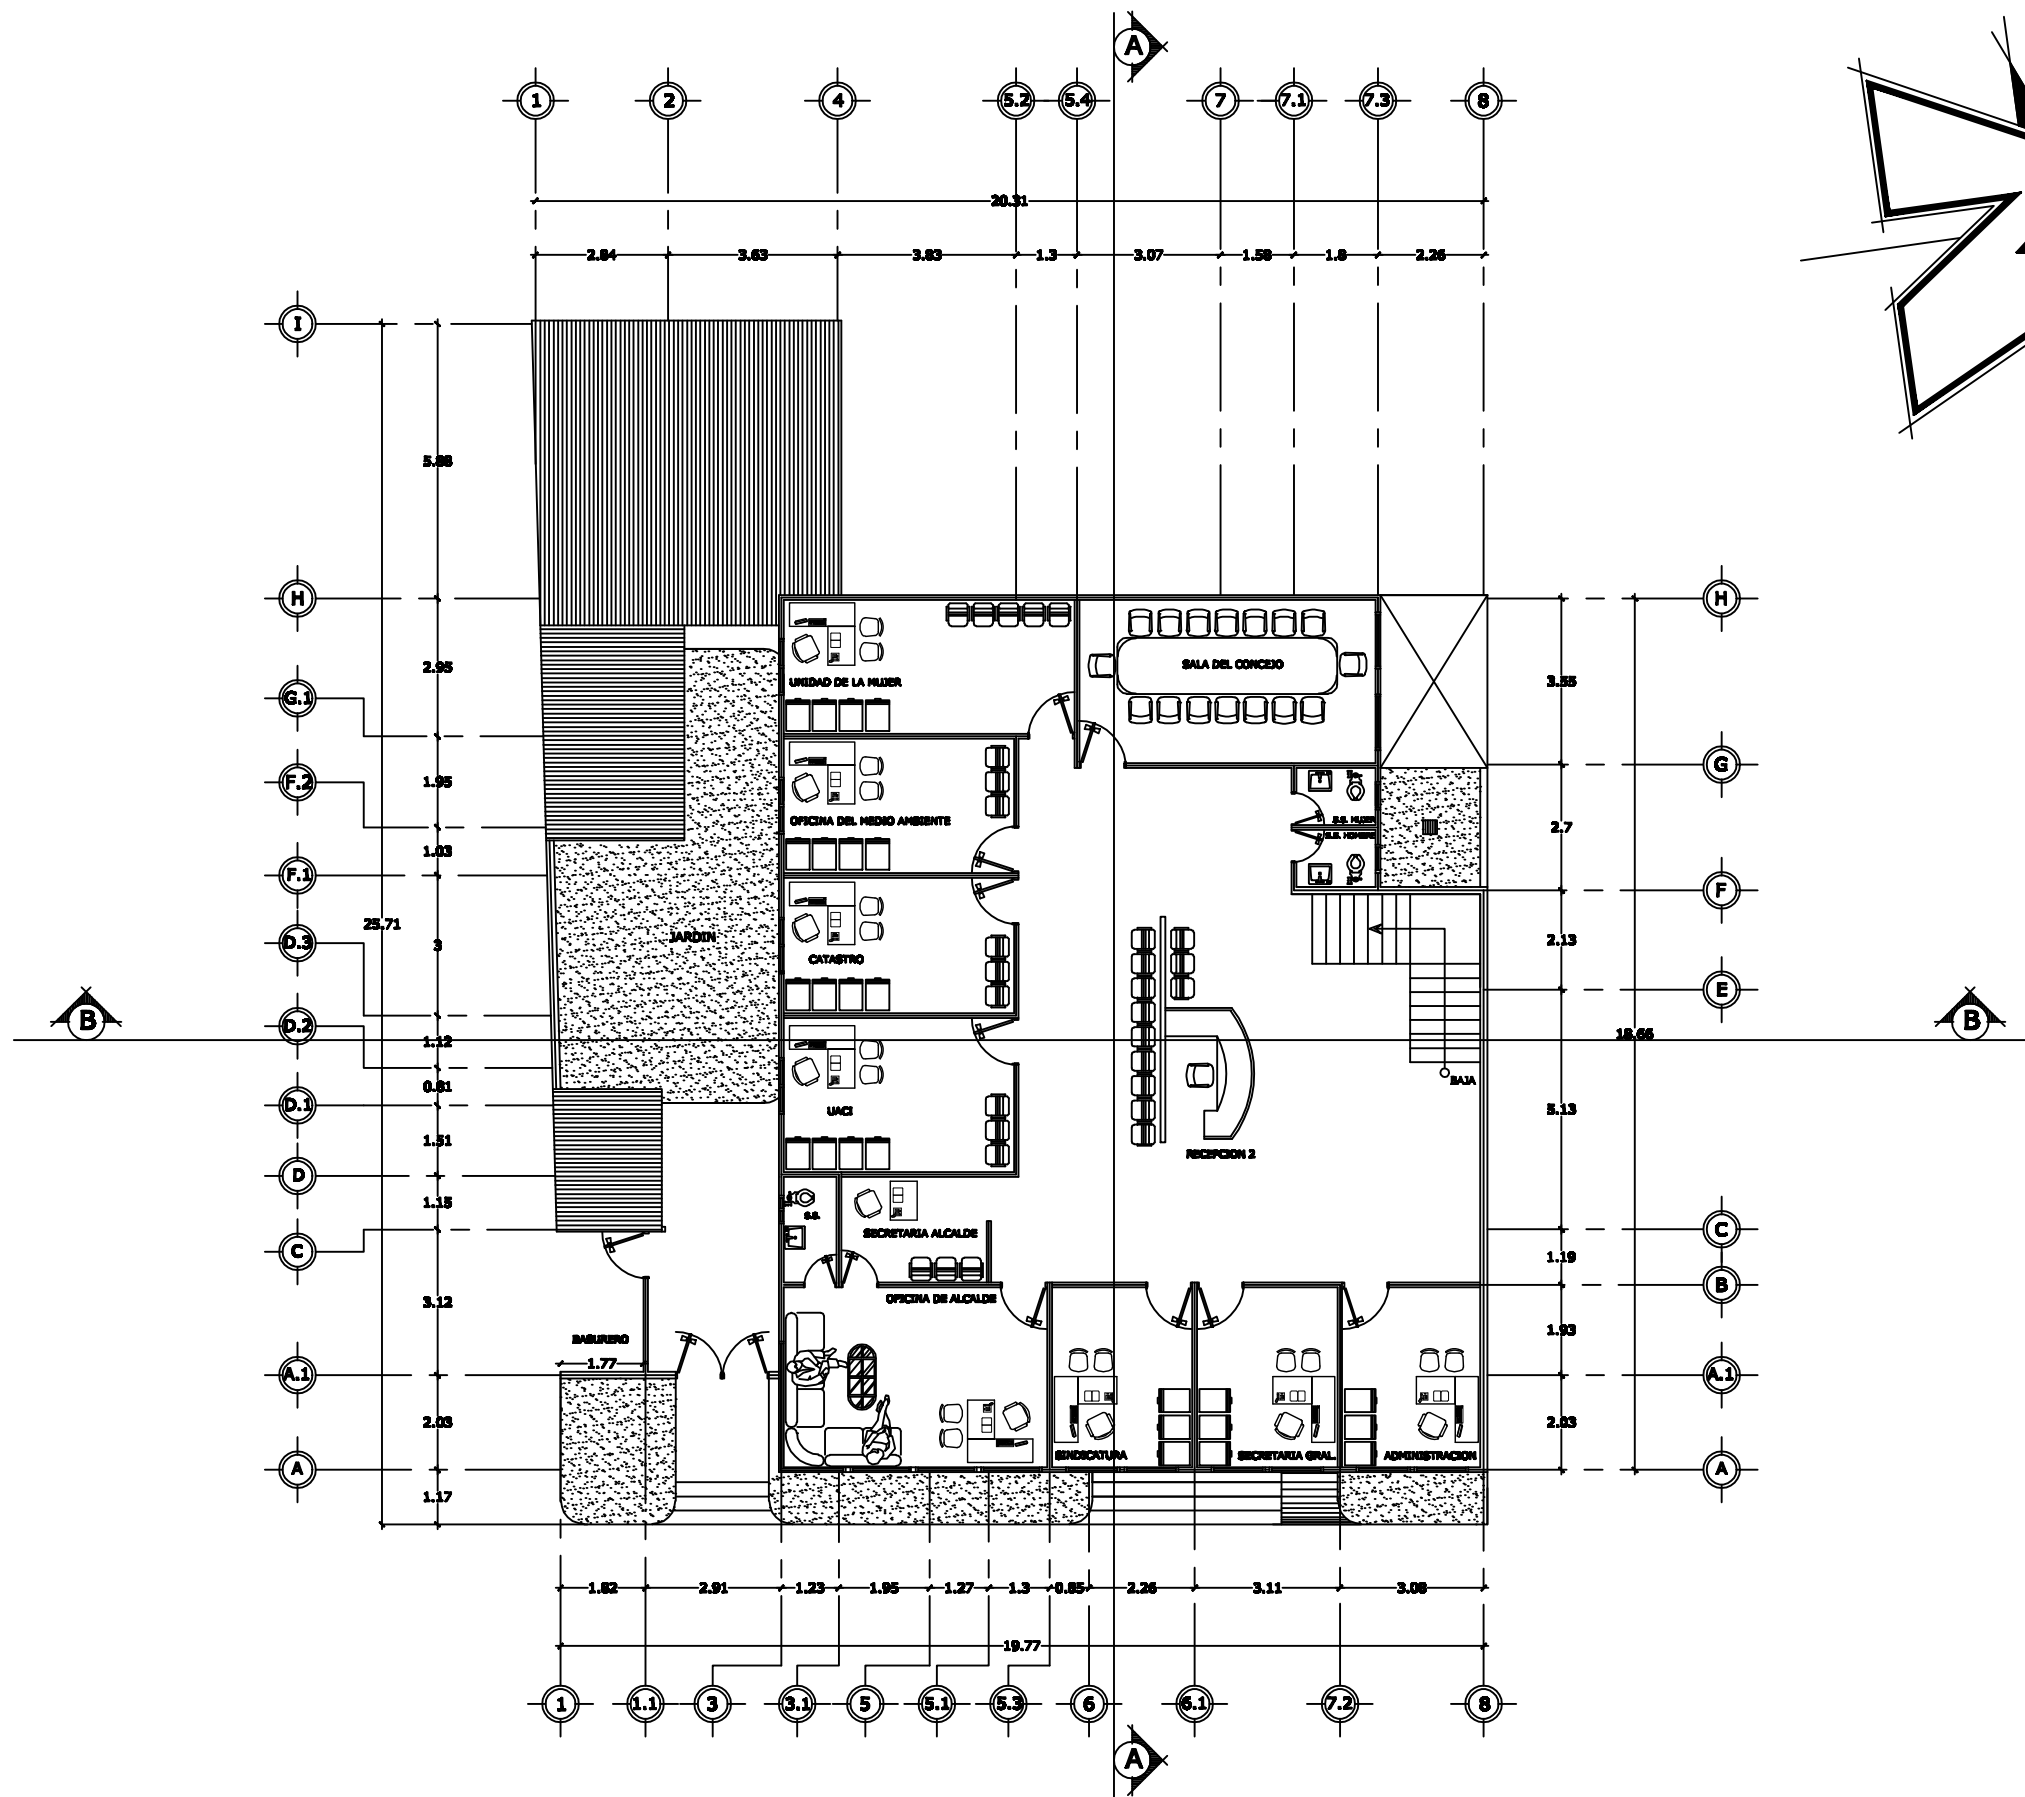 A
1 2 4 5.2 5.4 7 7.1 7.3 8
20.31
2.84 3.63 3.83 1.3 3.07 1.58 1.8 2.26
I
5.88
H H
SALA DEL CONCEJO
2.95 3.55
UNIDAD DE LA MUJER
G.1
G
F.2 1.95
OFICINA DEL MEDIO AMBIENTE S.S. MUJER 2.7
S.S. HOMBRE
1.03
F.1 F
25.71
JARDIN
D.3 3 2.13
CATASTRO
E
B D.2 B
1.12 18.66
BAJA
0.81
D.1 5.13
UACI
1.51
RECEPCION 2
D
1.15
S.S.
SECRETARIA ALCALDE C
C 1.19
B
OFICINA DE ALCALDE
3.12 1.93
BASURERO
1.77
A.1 A.1
2.03 2.03
SINDICATURA SECRETARIA GRAL. ADMINISTRACION
A A
1.17
1.82 2.91 1.23 1.95 1.27 1.3 0.85 2.26 3.11 3.08
19.77
1 1.1 3 3.1 5 5.1 5.3 6 6.1 7.2 8
A